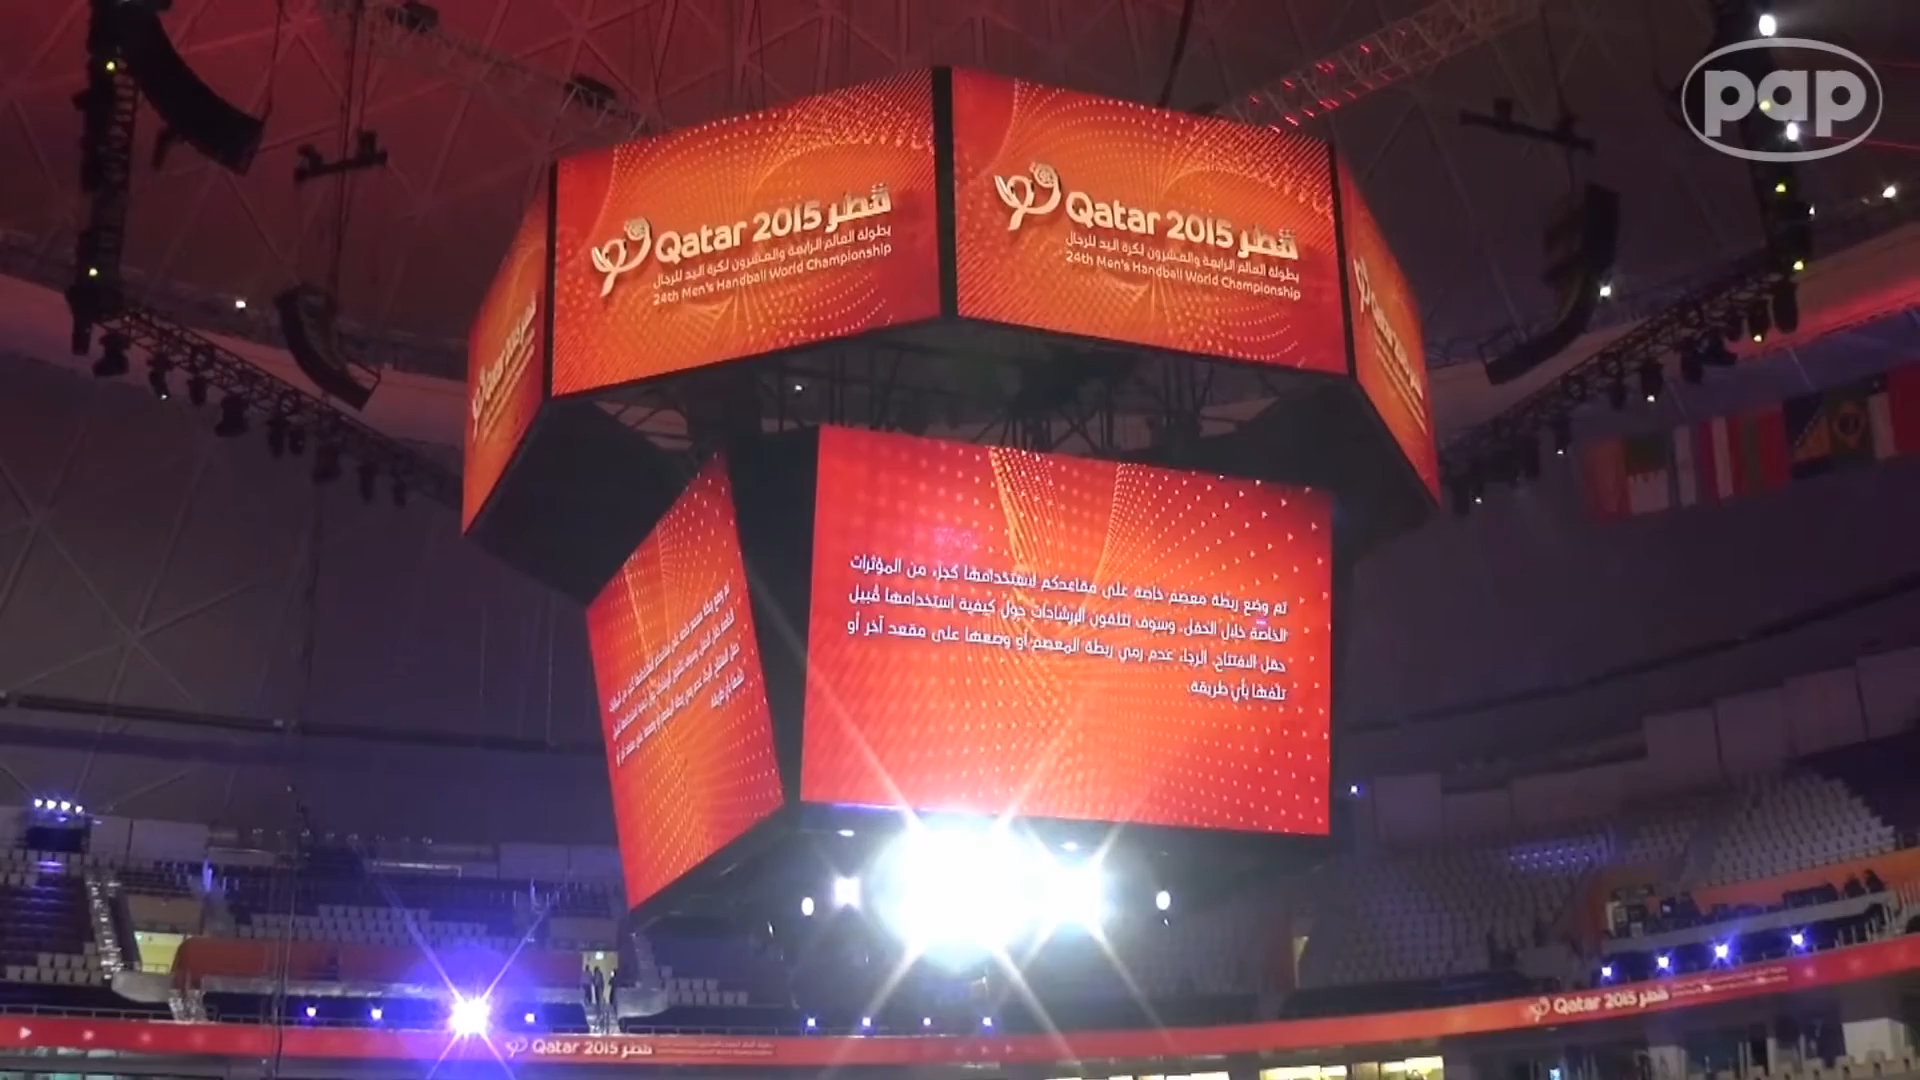 pap
Qatar 2015 قطر
بطولة العالم الرابعة والعشرون لكرة اليد للرجال
24th Men's Handball World Championship
Qatar 2015 قطر
بطولة العالم الرابعة والعشرون لكرة اليد للرجال
24th Men's Handball World Championship
تم وضع ربطة معصم خاصة على مقاعدكم لاستخدامها كجزء من المؤثرات
الخاصة خلال الحفل. وسوف تتلقون الإرشادات حول كيفية استخدامها قُبيل
حفل الافتتاح. الرجاء عدم رمي ربطة المعصم أو وضعها على مقعد آخر أو
تلفها بأي طريقة.
Qatar 2015 قطر
Qatar 2015 قطر